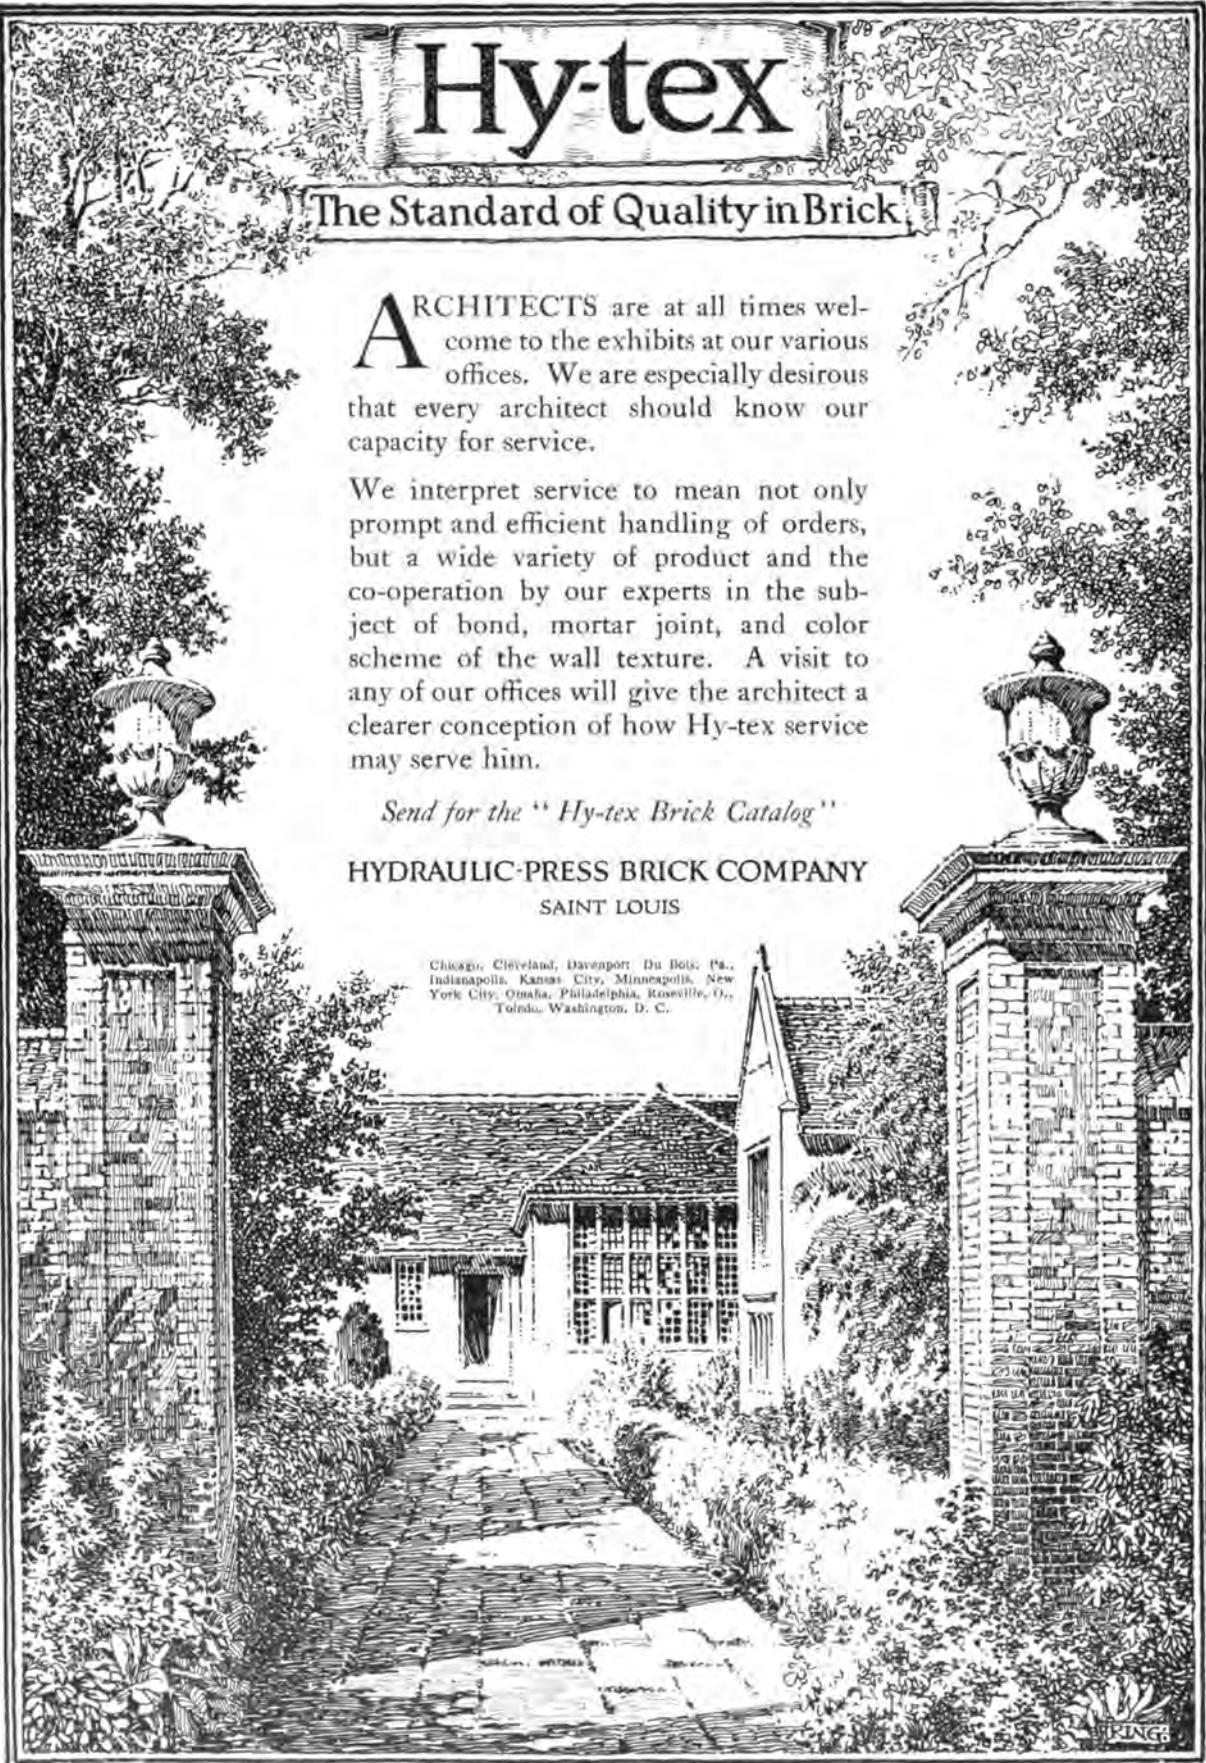 Hy-tex
The Standard of Quality in Brick
ARCHITECTS are at all times wel-
come to the exhibits at our various
offices. We are especially desirous
that every architect should know our
capacity for service.
We interpret service to mean not only
prompt and efficient handling of orders,
but a wide variety of product and the
co-operation by our experts in the sub-
ject of bond, mortar joint, and color
scheme of the wall texture. A visit to
any of our offices will give the architect a
clearer conception of how Hy-tex service
may serve him.
Send for the "Hy-tex Brick Catalog"
HYDRAULIC-PRESS BRICK COMPANY
SAINT LOUIS
Chicago, Cleveland, Davenport Du Bois, Pa.,
Indianapolis, Kansas City, Minneapolis, New
York City, Omaha, Philadelphia, Roseville, O.,
Toledo, Washington, D. C.
RING